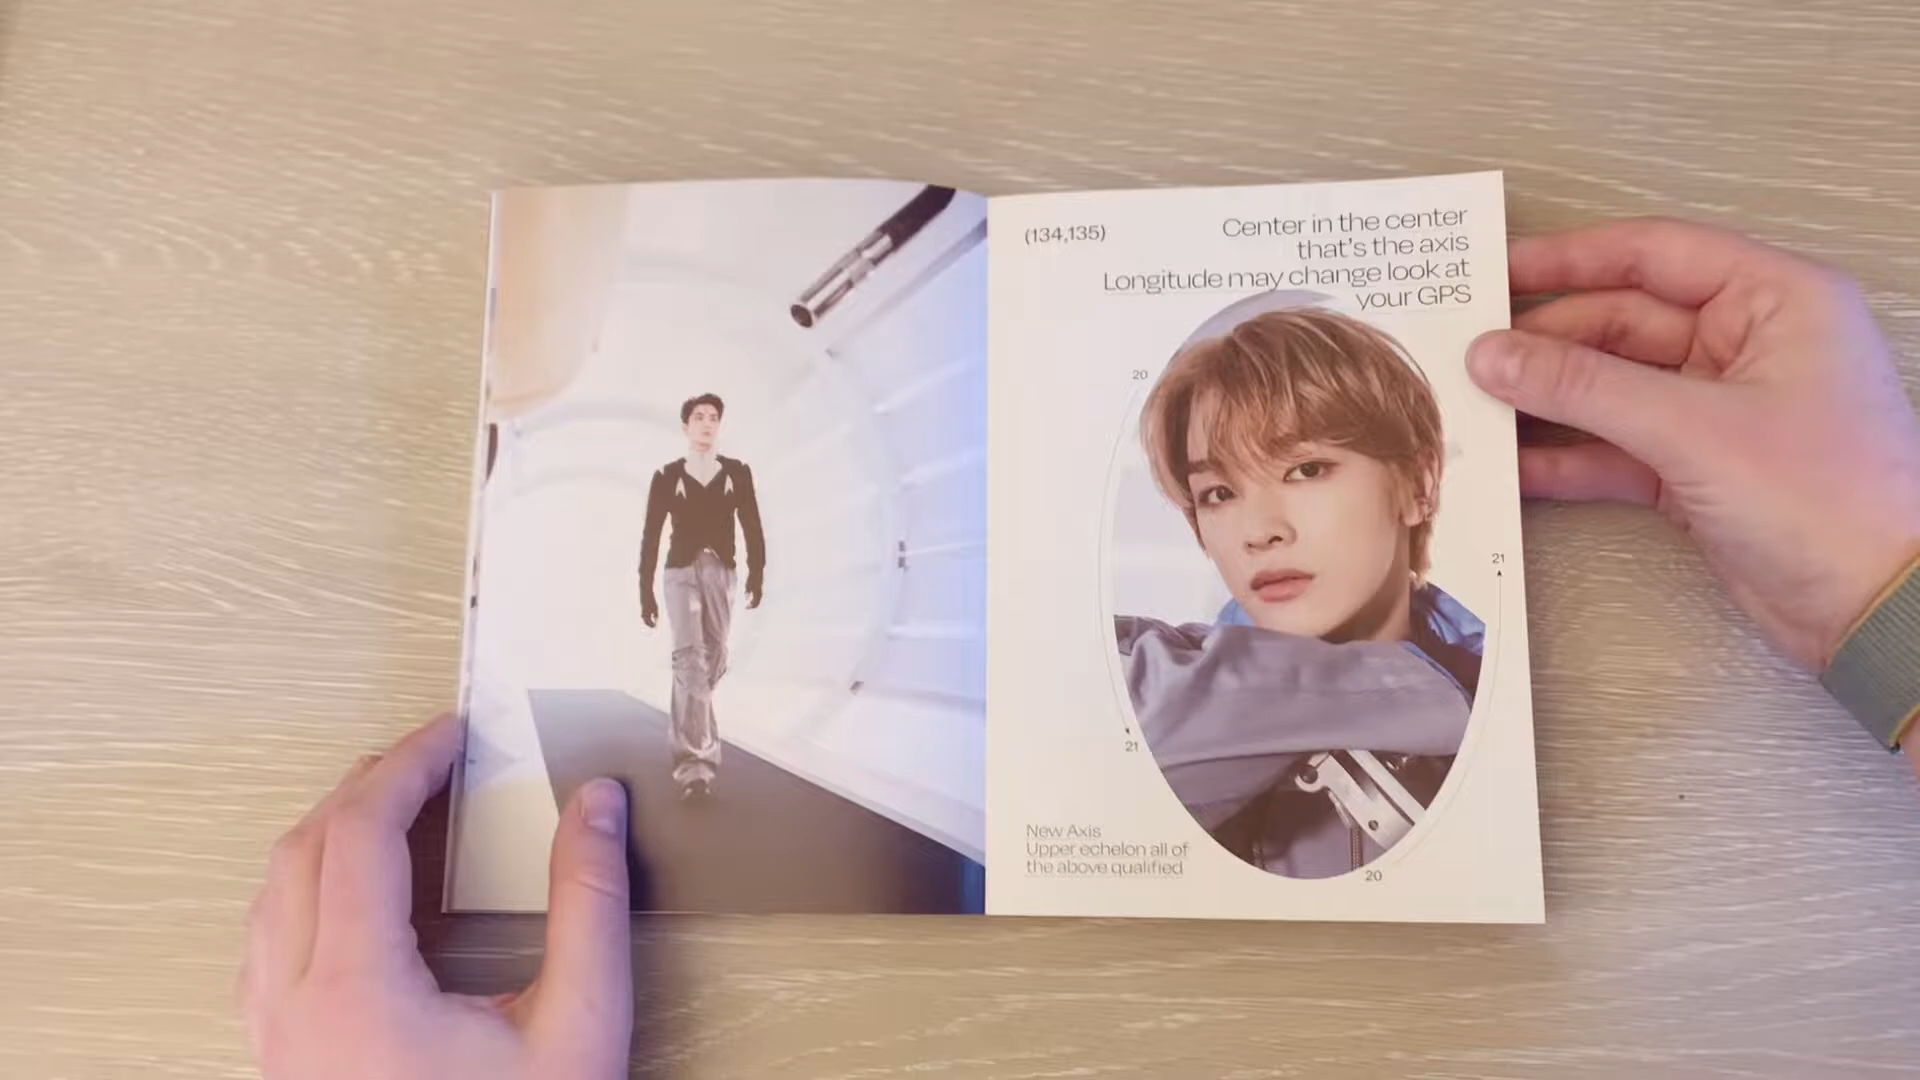 (134,135)
Center in the center
that's the axis
Longitude may change look at
your GPS
20
21
21
20
New Axis
Upper echelon all of
the above qualified